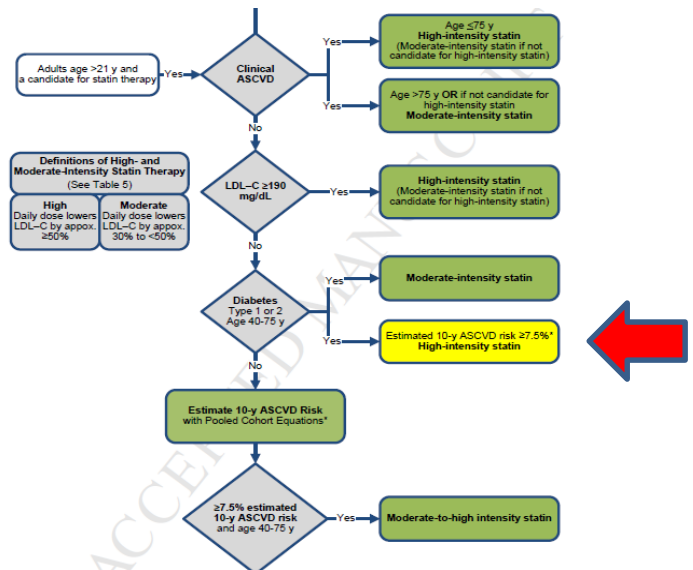 Adults age >21 y and
a candidate for statin therapy
Yes
Clinical
ASCVD
Yes
Age ≤75 y
High-intensity statin
(Moderate-intensity statin if not
candidate for high-intensity statin)
Yes
Age >75 y OR if not candidate for
high-intensity statin
Moderate-intensity statin
No
Definitions of High- and
Moderate-Intensity Statin Therapy
(See Table 5)
High
Daily dose lowers
LDL–C by appox.
≥50%
Moderate
Daily dose lowers
LDL–C by appox.
30% to <50%
LDL–C ≥190
mg/dL
Yes
High-intensity statin
(Moderate-intensity statin if not
candidate for high-intensity statin)
No
Diabetes
Type 1 or 2
Age 40-75 y
Yes
Moderate-intensity statin
Yes
Estimated 10-y ASCVD risk ≥7.5%*
High-intensity statin
No
Estimate 10-y ASCVD Risk
with Pooled Cohort Equations*
≥7.5% estimated
10-y ASCVD risk
and age 40-75 y
Yes
Moderate-to-high intensity statin
ACCEPTED MANUSC